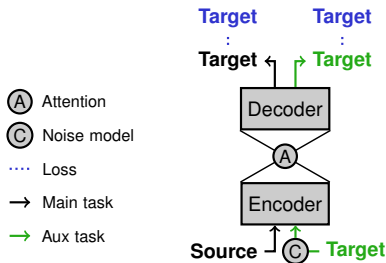 Target Target
Target Target
A Attention
C Noise model
Loss
Main task
Aux task
Decoder
A
Encoder
Source C Target